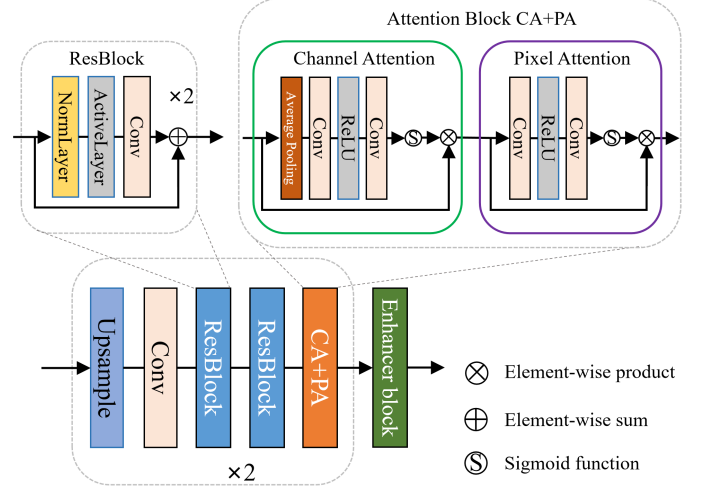 Attention Block CA+PA
ResBlock
NormLayer
ActiveLayer
Conv
×2
Channel Attention
Average Pooling
Conv
ReLU
Conv
S
Pixel Attention
Conv
ReLU
Conv
S
Upsample
Conv
ResBlock
ResBlock
CA+PA
×2
Enhancer block
Element-wise product
Element-wise sum
S Sigmoid function